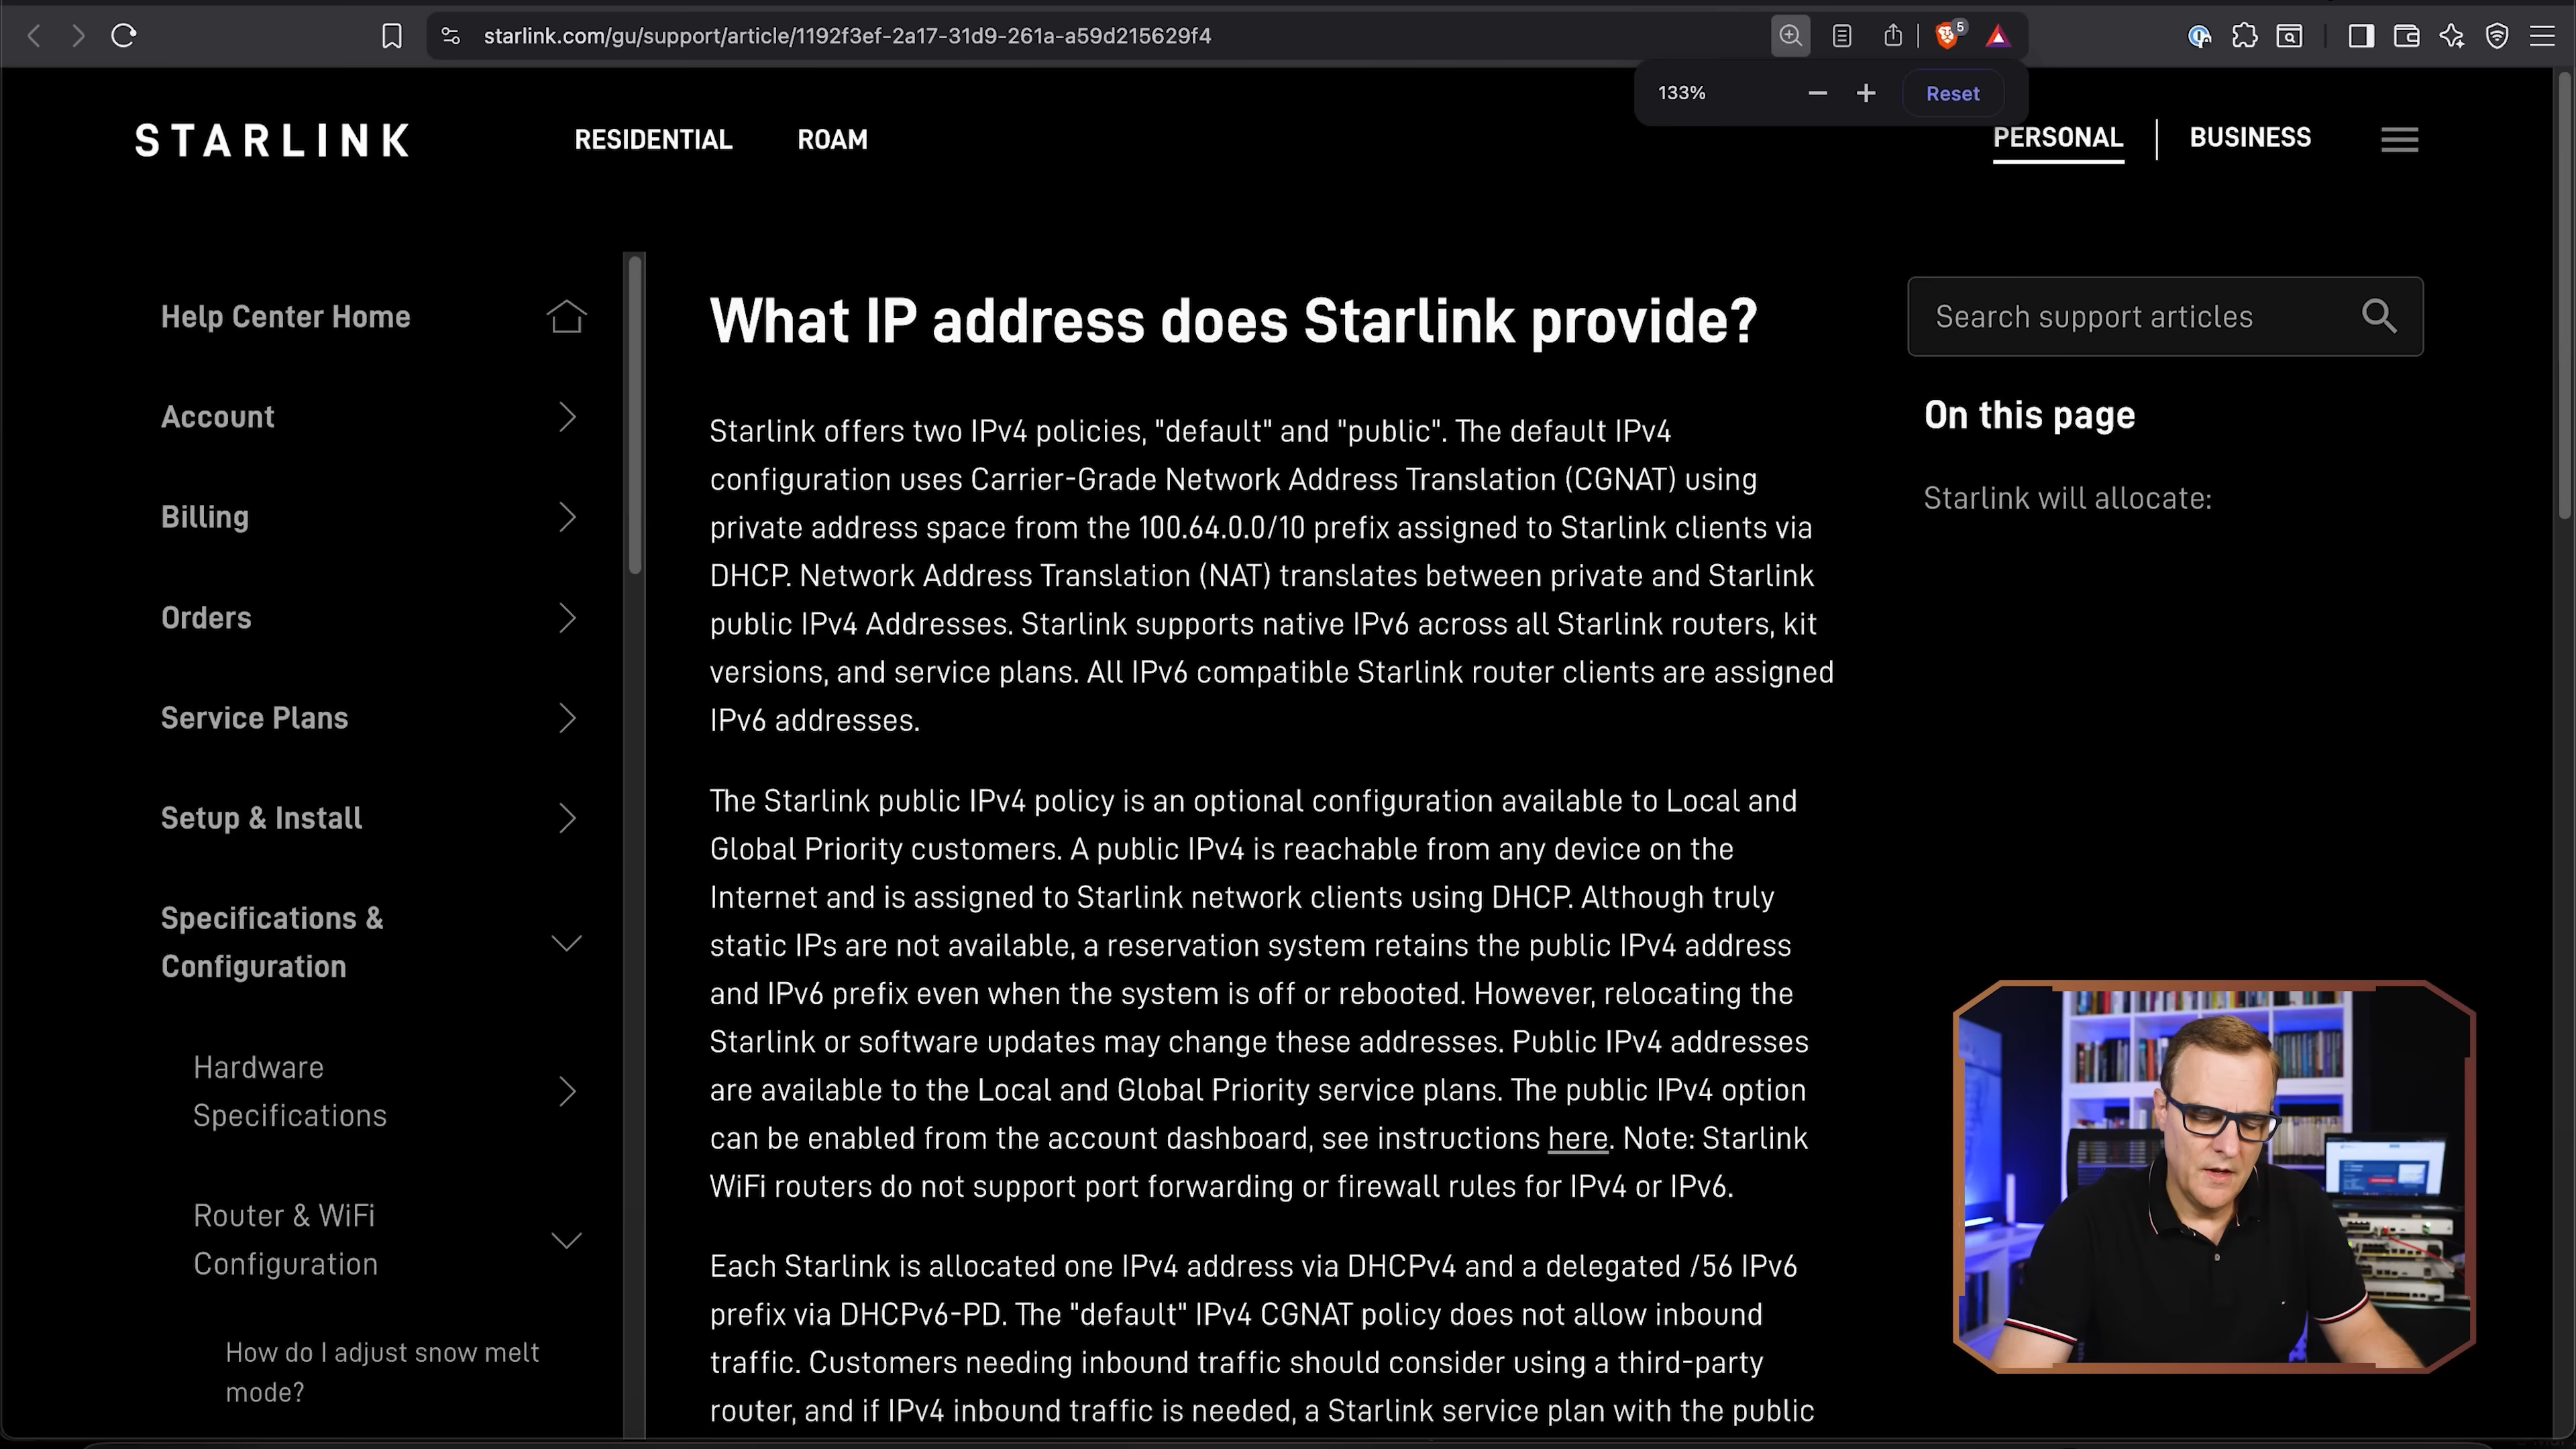 starlink.com/gu/support/article/1192f3ef-2a17-31d9-261a-a59d215629f4
5
133%
Reset
STARLINK
RESIDENTIAL
ROAM
PERSONAL
BUSINESS
Help Center Home
Account
Billing
Orders
Service Plans
Setup & Install
Specifications &
Configuration
Hardware
Specifications
Router & WiFi
Configuration
How do I adjust snow melt
mode?
What IP address does Starlink provide?
Starlink offers two IPv4 policies, "default" and "public". The default IPv4
configuration uses Carrier-Grade Network Address Translation (CGNAT) using
private address space from the 100.64.0.0/10 prefix assigned to Starlink clients via
DHCP. Network Address Translation (NAT) translates between private and Starlink
public IPv4 Addresses. Starlink supports native IPv6 across all Starlink routers, kit
versions, and service plans. All IPv6 compatible Starlink router clients are assigned
IPv6 addresses.
The Starlink public IPv4 policy is an optional configuration available to Local and
Global Priority customers. A public IPv4 is reachable from any device on the
Internet and is assigned to Starlink network clients using DHCP. Although truly
static IPs are not available, a reservation system retains the public IPv4 address
and IPv6 prefix even when the system is off or rebooted. However, relocating the
Starlink or software updates may change these addresses. Public IPv4 addresses
are available to the Local and Global Priority service plans. The public IPv4 option
can be enabled from the account dashboard, see instructions here. Note: Starlink
WiFi routers do not support port forwarding or firewall rules for IPv4 or IPv6.
Each Starlink is allocated one IPv4 address via DHCPv4 and a delegated /56 IPv6
prefix via DHCPv6-PD. The "default" IPv4 CGNAT policy does not allow inbound
traffic. Customers needing inbound traffic should consider using a third-party
router, and if IPv4 inbound traffic is needed, a Starlink service plan with the public
Search support articles
On this page
Starlink will allocate: